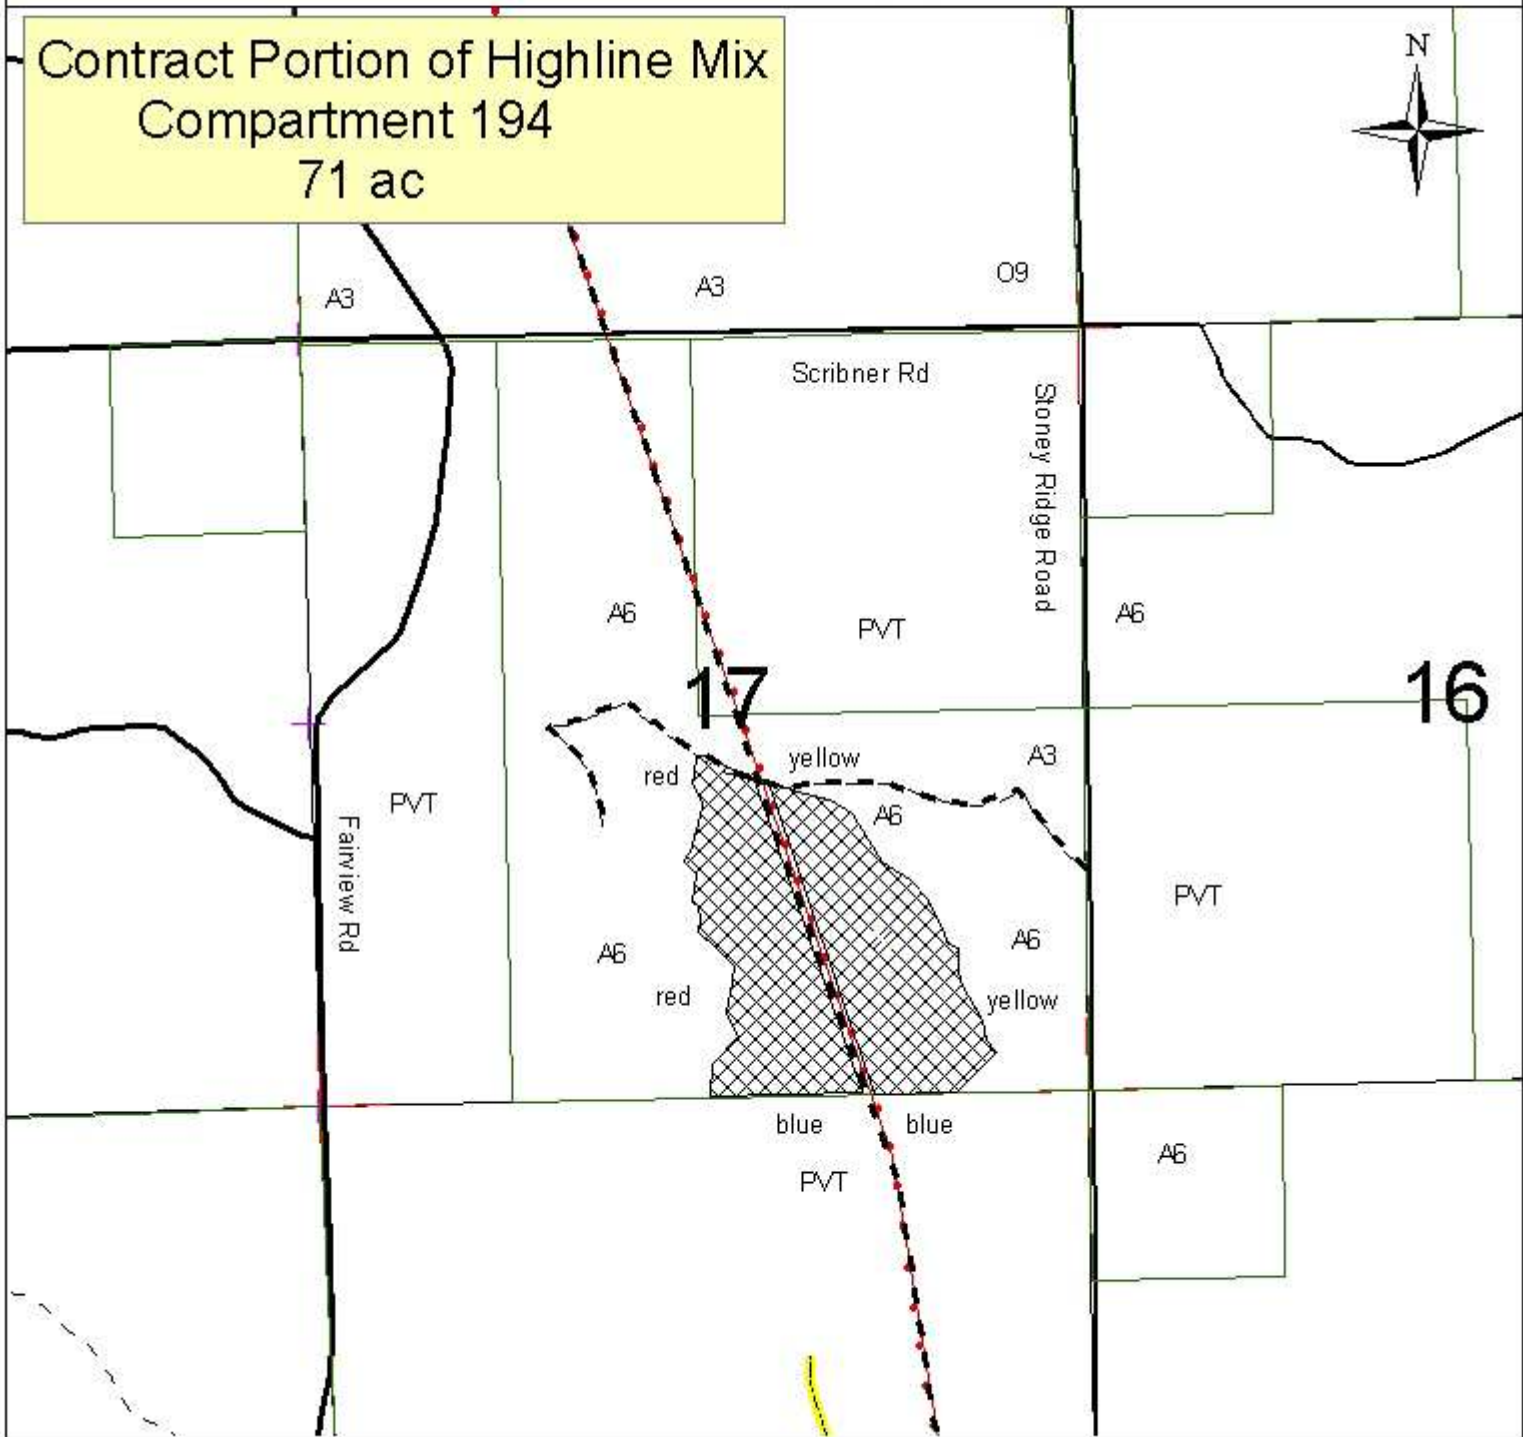 Contract Portion of Highline Mix
Compartment 194
71 ac
N
A3
A3
O9
Scribner Rd
Stoney Ridge Road
A6
PVT
A6
17
16
yellow
A3
red
PVT
A6
Fairview Rd
PVT
A6
A6
red
yellow
blue
blue
A6
PVT